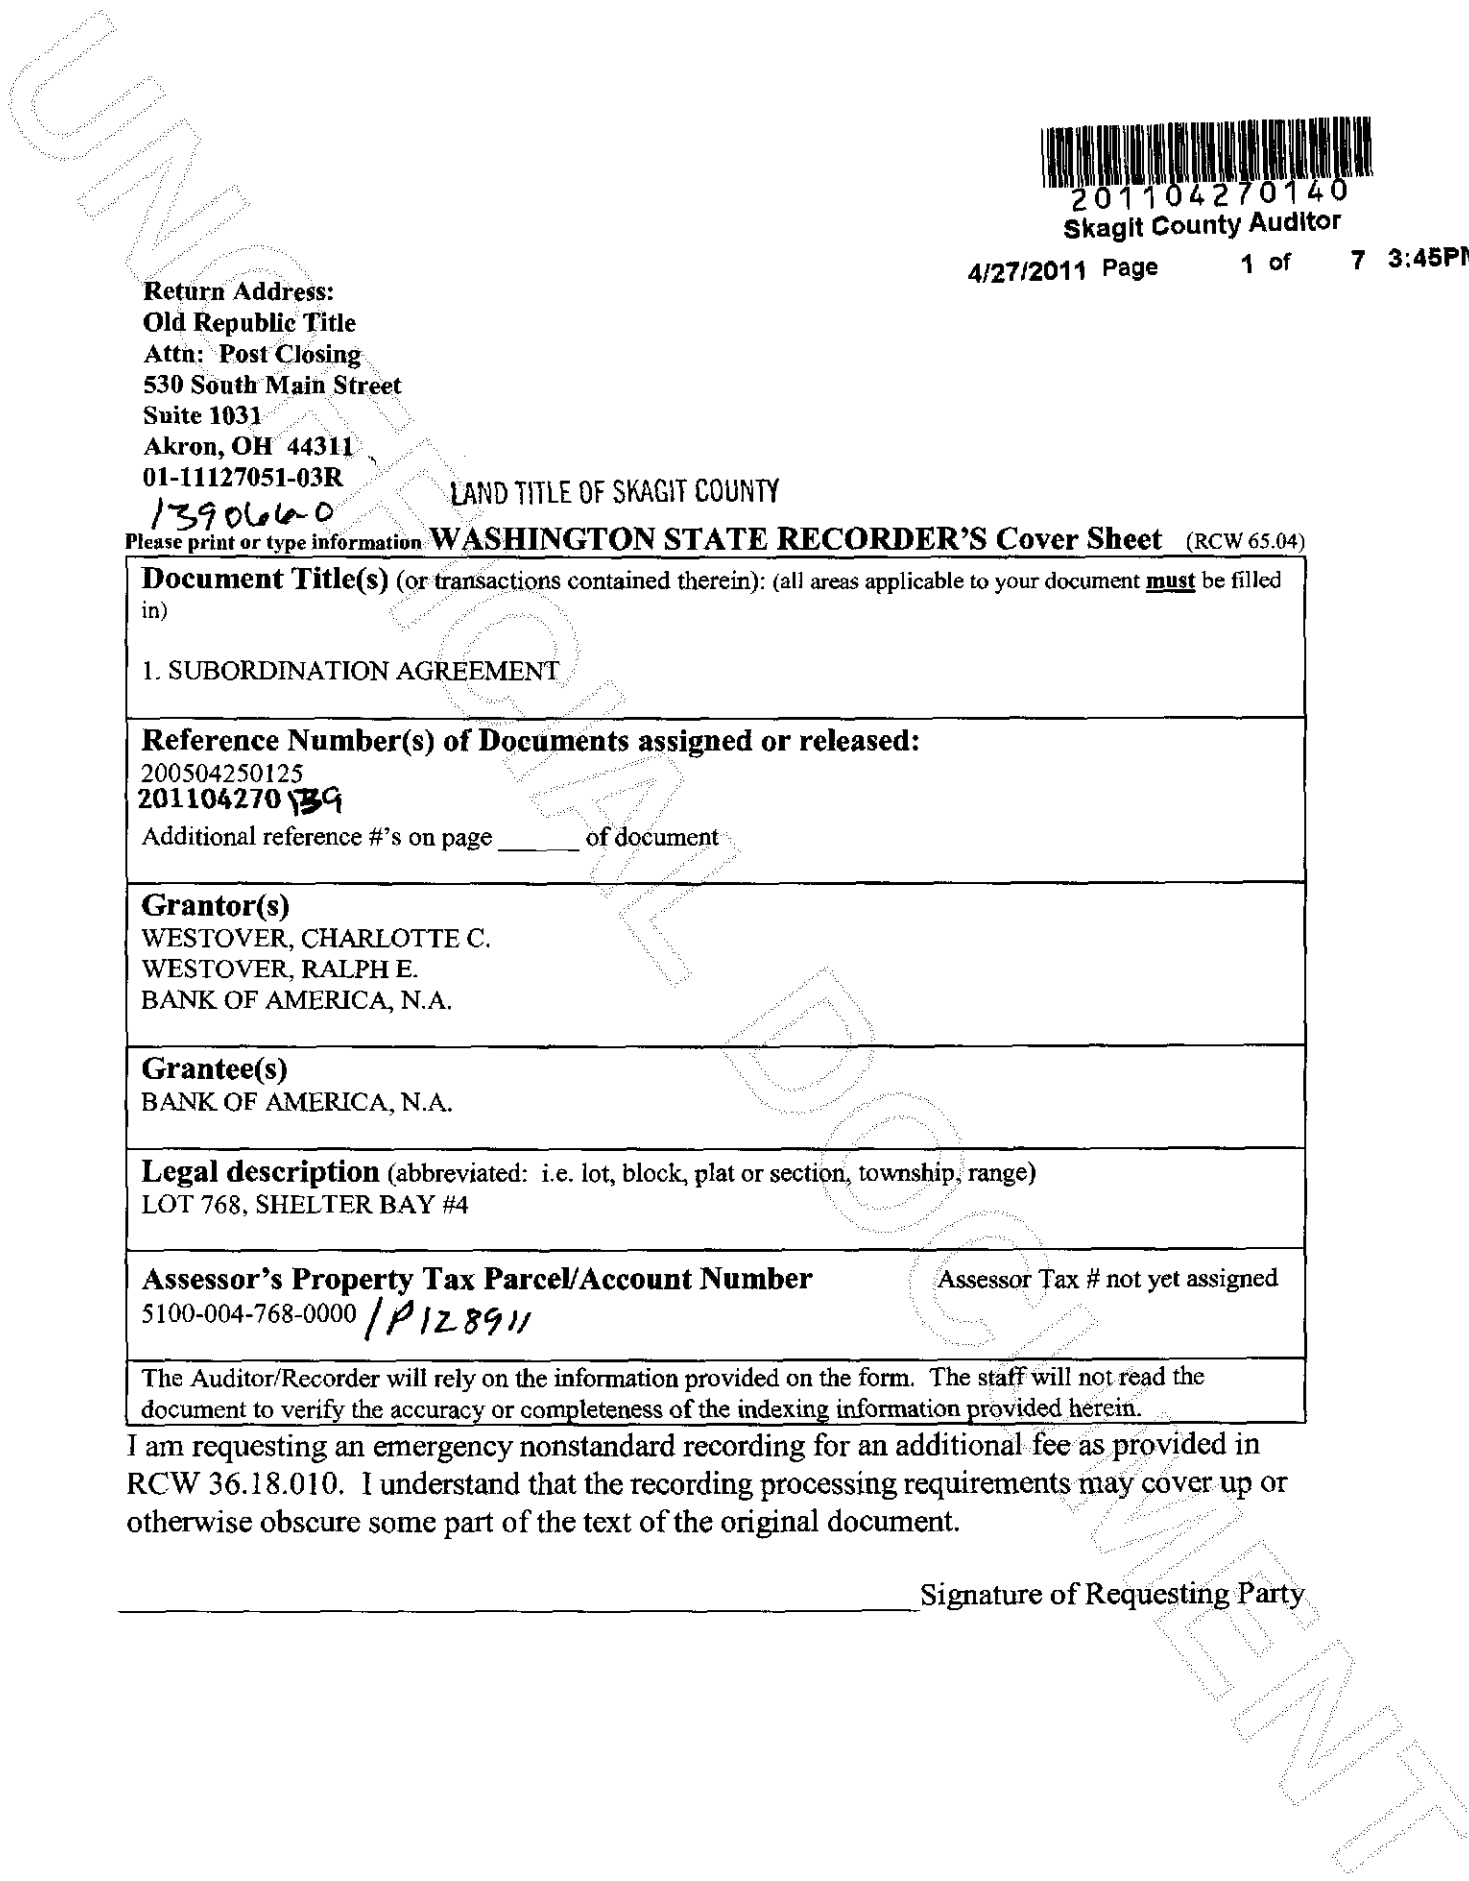 UNOFFICIAL DOCUMENT
201104270140
Skagit County Auditor
4/27/2011 Page 1 of 7 3:45PM
Return Address:
Old Republic Title
Attn: Post Closing
530 South Main Street
Suite 1031
Akron, OH 44311
01-11127051-03R
LAND TITLE OF SKAGIT COUNTY
Please print or type information WASHINGTON STATE RECORDER'S Cover Sheet (RCW 65.04)
Document Title(s) (or transactions contained therein): (all areas applicable to your document must be filled
in)
1. SUBORDINATION AGREEMENT
Reference Number(s) of Documents assigned or released:
200504250125
201104270139
Additional reference #'s on page ______ of document
Grantor(s)
WESTOVER, CHARLOTTE C.
WESTOVER, RALPH E.
BANK OF AMERICA, N.A.
Grantee(s)
BANK OF AMERICA, N.A.
Legal description (abbreviated: i.e. lot, block, plat or section, township, range)
LOT 768, SHELTER BAY #4
Assessor's Property Tax Parcel/Account Number Assessor Tax # not yet assigned
5100-004-768-0000 /P128911
The Auditor/Recorder will rely on the information provided on the form. The staff will not read the
document to verify the accuracy or completeness of the indexing information provided herein.
I am requesting an emergency nonstandard recording for an additional fee as provided in
RCW 36.18.010. I understand that the recording processing requirements may cover up or
otherwise obscure some part of the text of the original document.
Signature of Requesting Party